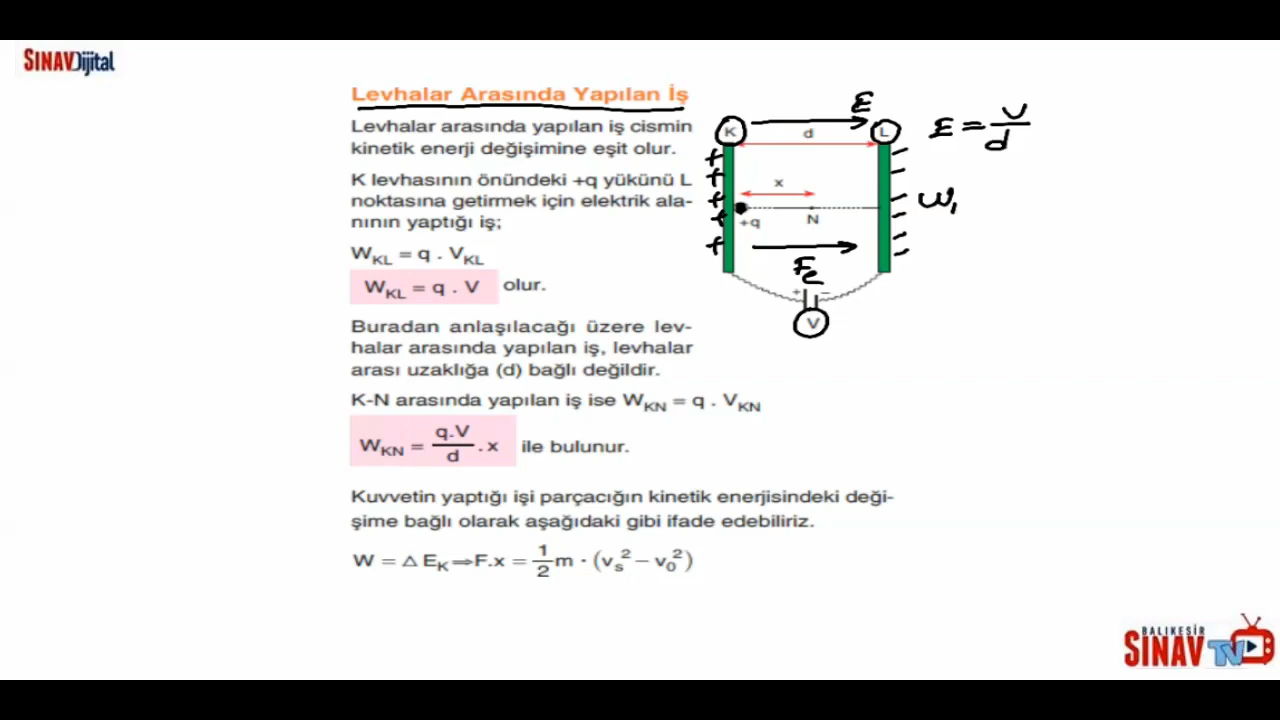 SINAVDijital
Levhalar Arasında Yapılan İş
Levhalar arasında yapılan iş cismin
kinetik enerji değişimine eşit olur.
K levhasının önündeki +q yükünü L
noktasına getirmek için elektrik ala-
nının yaptığı iş;
W_KL = q . V_KL
W_KL = q . V olur.
Buradan anlaşılacağı üzere lev-
halar arasında yapılan iş, levhalar
arası uzaklığa (d) bağlı değildir.
K-N arasında yapılan iş ise W_KN = q . V_KN
W_KN = q.V/d . x ile bulunur.
Kuvvetin yaptığı işi parçacığın kinetik enerjisindeki deği-
şime bağlı olarak aşağıdaki gibi ifade edebiliriz.
W = △ E_K ⇒ F.x = 1/2 m · (v_s² − v_0²)
E
K d L
x
+q N
F_e
+ −
V
E = V/d
W₁
BALIKESİR
SINAV TV